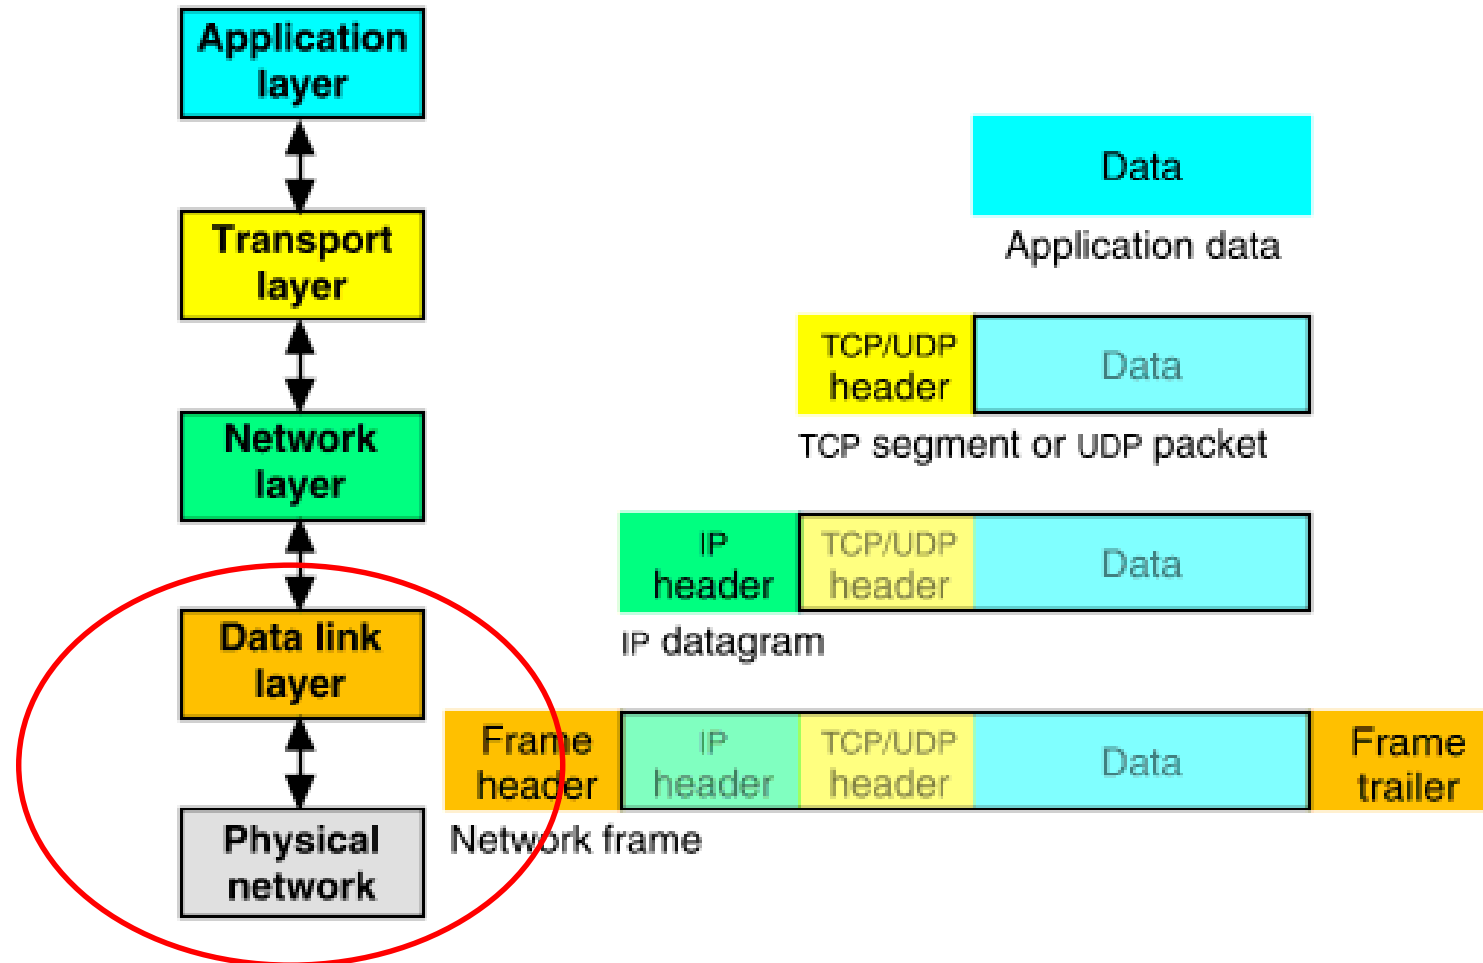 Application
layer
Data
Application data
Transport
layer
TCP/UDP
header
Data
TCP segment or UDP packet
Network
layer
IP
header
TCP/UDP
header
Data
IP datagram
Data link
layer
Frame
header
IP
header
TCP/UDP
header
Data
Frame
trailer
Network frame
Physical
network